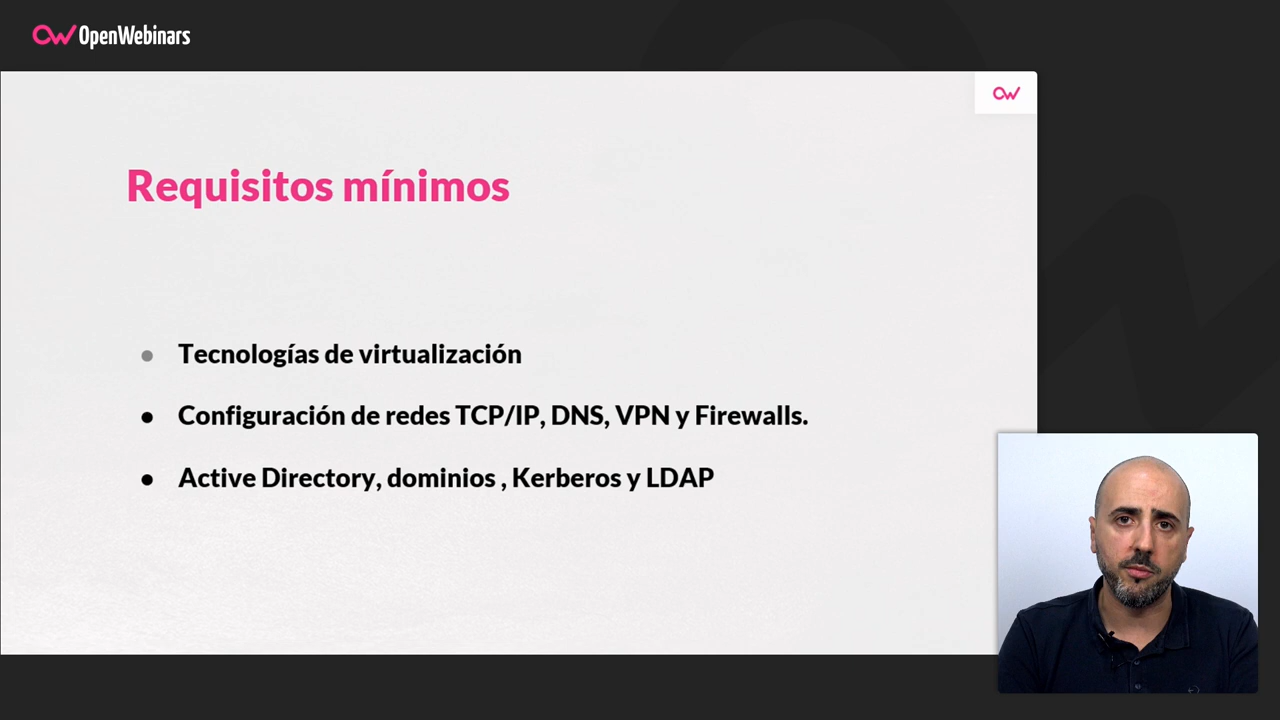 OpenWebinars
Requisitos mínimos
● Tecnologías de virtualización
● Configuración de redes TCP/IP, DNS, VPN y Firewalls.
● Active Directory, dominios , Kerberos y LDAP